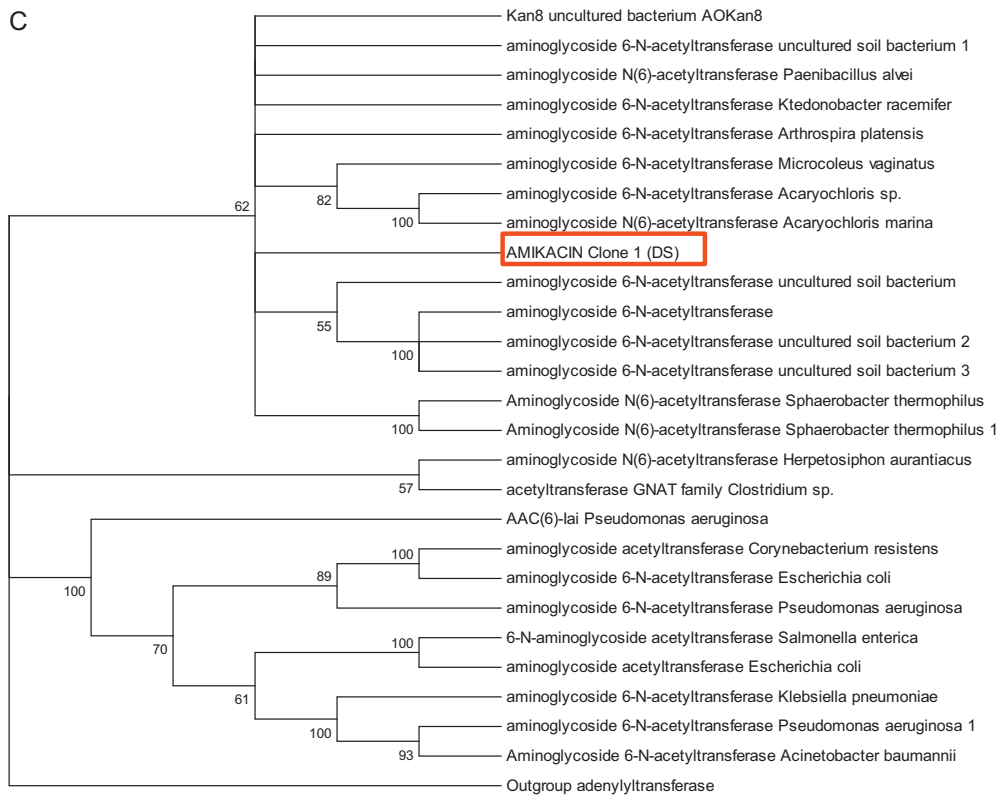 C
Kan8 uncultured bacterium AOKan8
aminoglycoside 6-N-acetyltransferase uncultured soil bacterium 1
aminoglycoside N(6)-acetyltransferase Paenibacillus alvei
aminoglycoside 6-N-acetyltransferase Ktedonobacter racemifer
aminoglycoside 6-N-acetyltransferase Arthrospira platensis
aminoglycoside 6-N-acetyltransferase Microcoleus vaginatus
82
aminoglycoside 6-N-acetyltransferase Acaryochloris sp.
62
100
aminoglycoside N(6)-acetyltransferase Acaryochloris marina
AMIKACIN Clone 1 (DS)
aminoglycoside 6-N-acetyltransferase uncultured soil bacterium
aminoglycoside 6-N-acetyltransferase
55
aminoglycoside 6-N-acetyltransferase uncultured soil bacterium 2
100
aminoglycoside 6-N-acetyltransferase uncultured soil bacterium 3
Aminoglycoside N(6)-acetyltransferase Sphaerobacter thermophilus
Aminoglycoside N(6)-acetyltransferase Sphaerobacter thermophilus 1
100
aminoglycoside N(6)-acetyltransferase Herpetosiphon aurantiacus
acetyltransferase GNAT family Clostridium sp.
57
AAC(6)-Iai Pseudomonas aeruginosa
aminoglycoside acetyltransferase Corynebacterium resistens
100
aminoglycoside 6-N-acetyltransferase Escherichia coli
89
100
aminoglycoside 6-N-acetyltransferase Pseudomonas aeruginosa
6-N-aminoglycoside acetyltransferase Salmonella enterica
100
70
aminoglycoside acetyltransferase Escherichia coli
aminoglycoside 6-N-acetyltransferase Klebsiella pneumoniae
61
aminoglycoside 6-N-acetyltransferase Pseudomonas aeruginosa 1
100
Aminoglycoside 6-N-acetyltransferase Acinetobacter baumannii
93
Outgroup adenylyltransferase